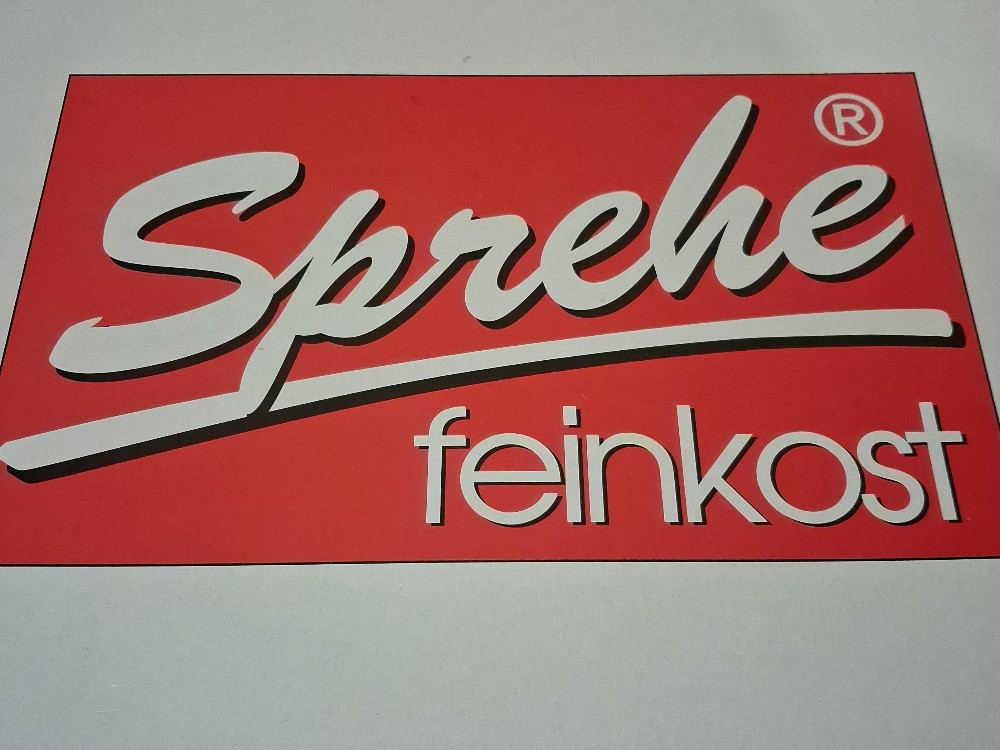 Sprehe ®
feinkost